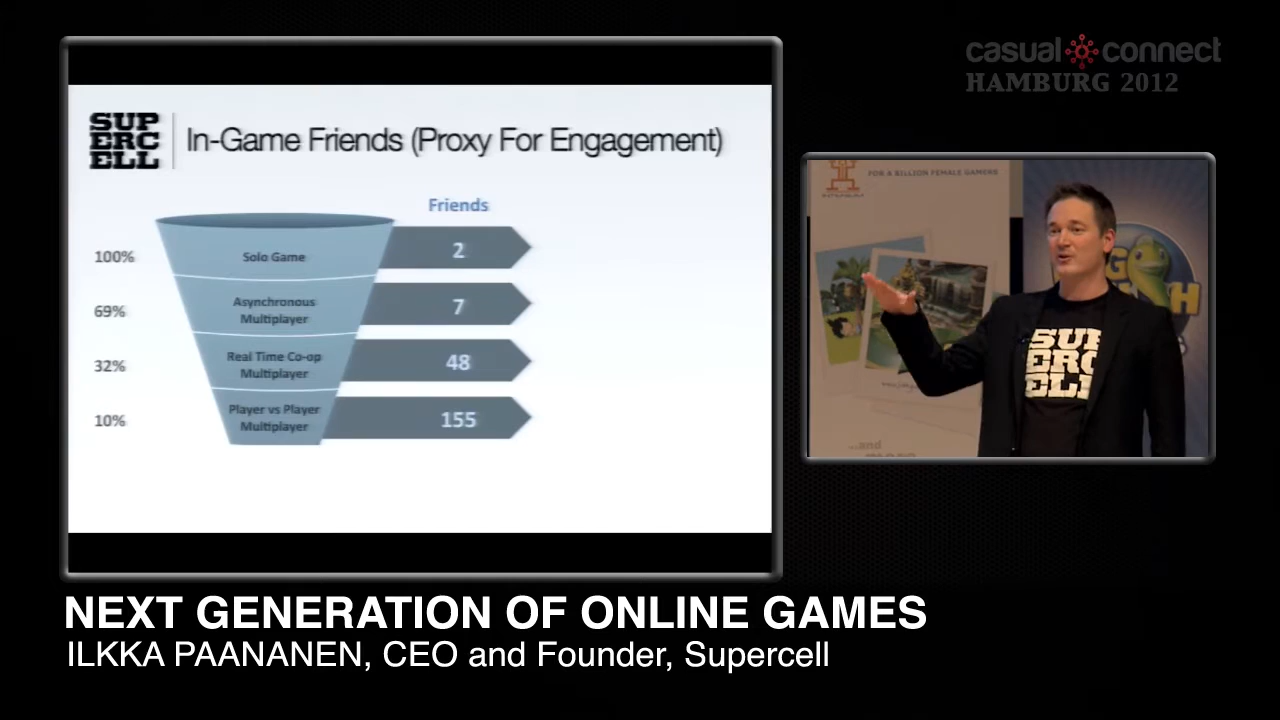 casual connect
HAMBURG 2012
SUP
ERC
ELL
In-Game Friends (Proxy For Engagement)
Friends
100%
Solo Game
2
69%
Asynchronous
Multiplayer
7
32%
Real Time Co-op
Multiplayer
48
10%
Player vs Player
Multiplayer
155
FOR A BILLION FEMALE GAMERS
...and
SUP
ERC
ELL
NEXT GENERATION OF ONLINE GAMES
ILKKA PAANANEN, CEO and Founder, Supercell